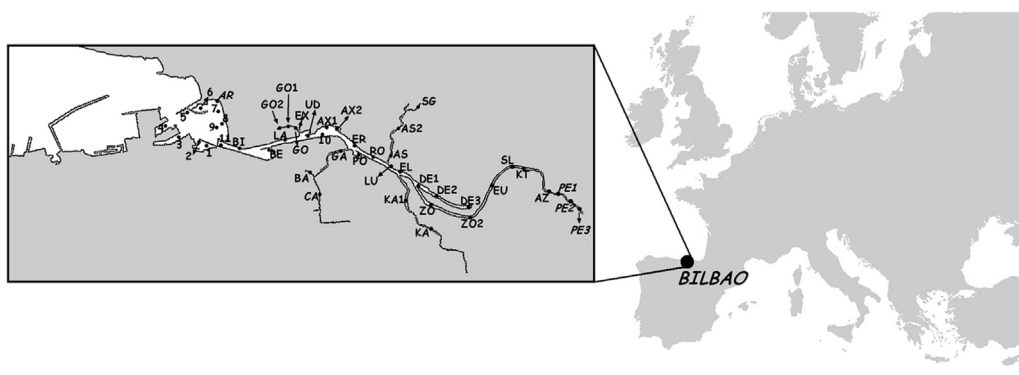 6
AR
GO1
UD
GO2
EX
AX1
AX2
SG
5
7
4
9
8
LA
10
AS2
3
11
BI
GO
ER
2
1
BE
GA
PO
RO
AS
SL
BA
LU
EL
KT
CA
DE1
EU
AZ
PE1
KA1
DE2
ZO
DE3
PE2
KA
ZO2
PE3
BILBAO